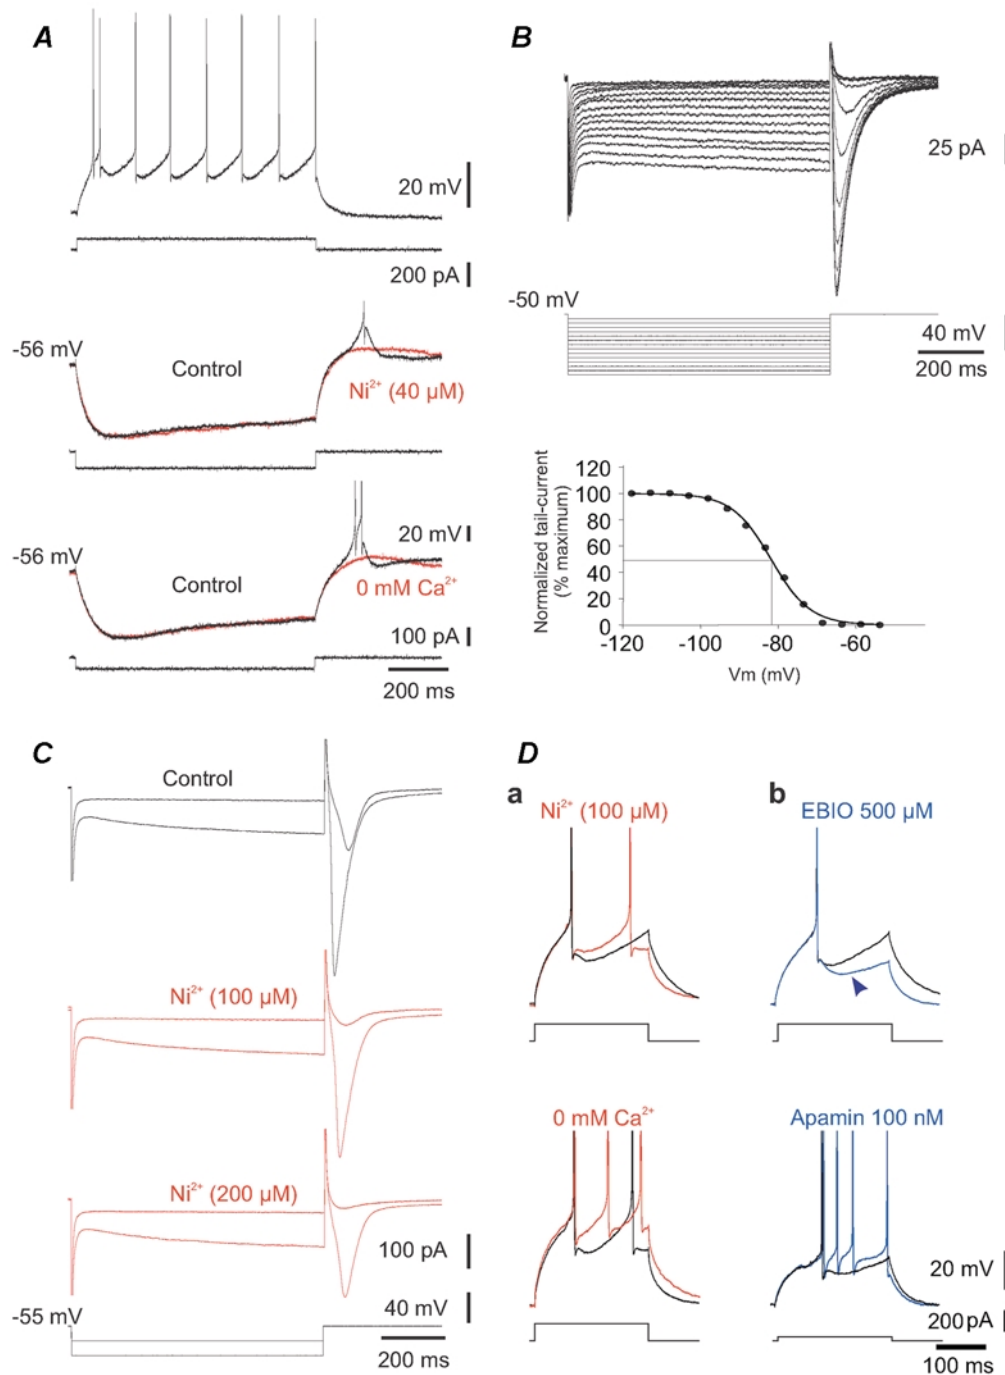 A
20 mV
200 pA
-56 mV
Control
Ni²⁺ (40 µM)
20 mV
-56 mV
Control
0 mM Ca²⁺
100 pA
200 ms
B
25 pA
-50 mV
40 mV
200 ms
Normalized tail-current
(% maximum)
120
100
80
60
40
20
0
-120
-100
-80
-60
Vm (mV)
C
Control
Ni²⁺ (100 µM)
Ni²⁺ (200 µM)
100 pA
-55 mV
40 mV
200 ms
D
a
Ni²⁺ (100 µM)
b
EBIO 500 µM
0 mM Ca²⁺
Apamin 100 nM
20 mV
200 pA
100 ms